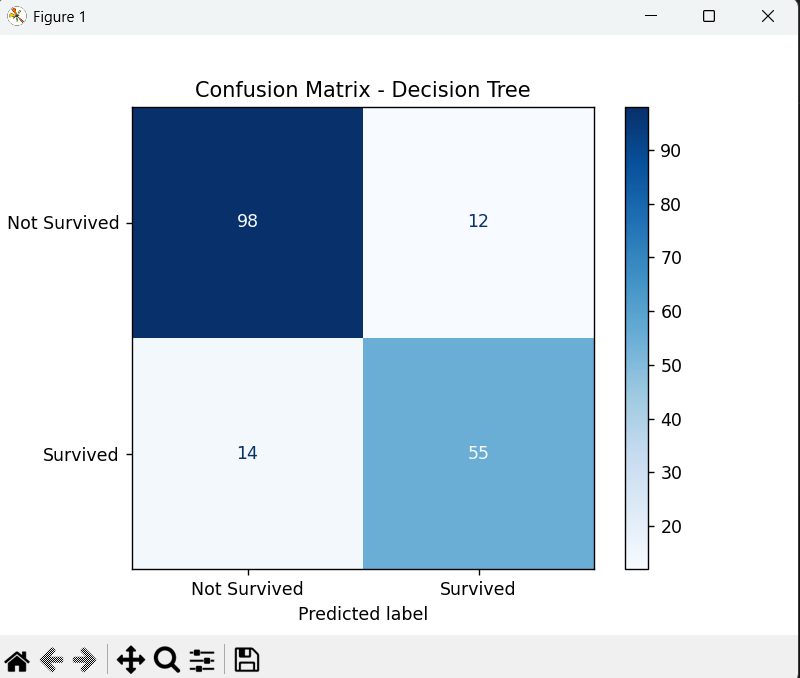 Figure 1
Confusion Matrix - Decision Tree
90
Not Survived 98 12
80
70
60
50
40
Survived 14 55
30
20
Not Survived Survived
Predicted label